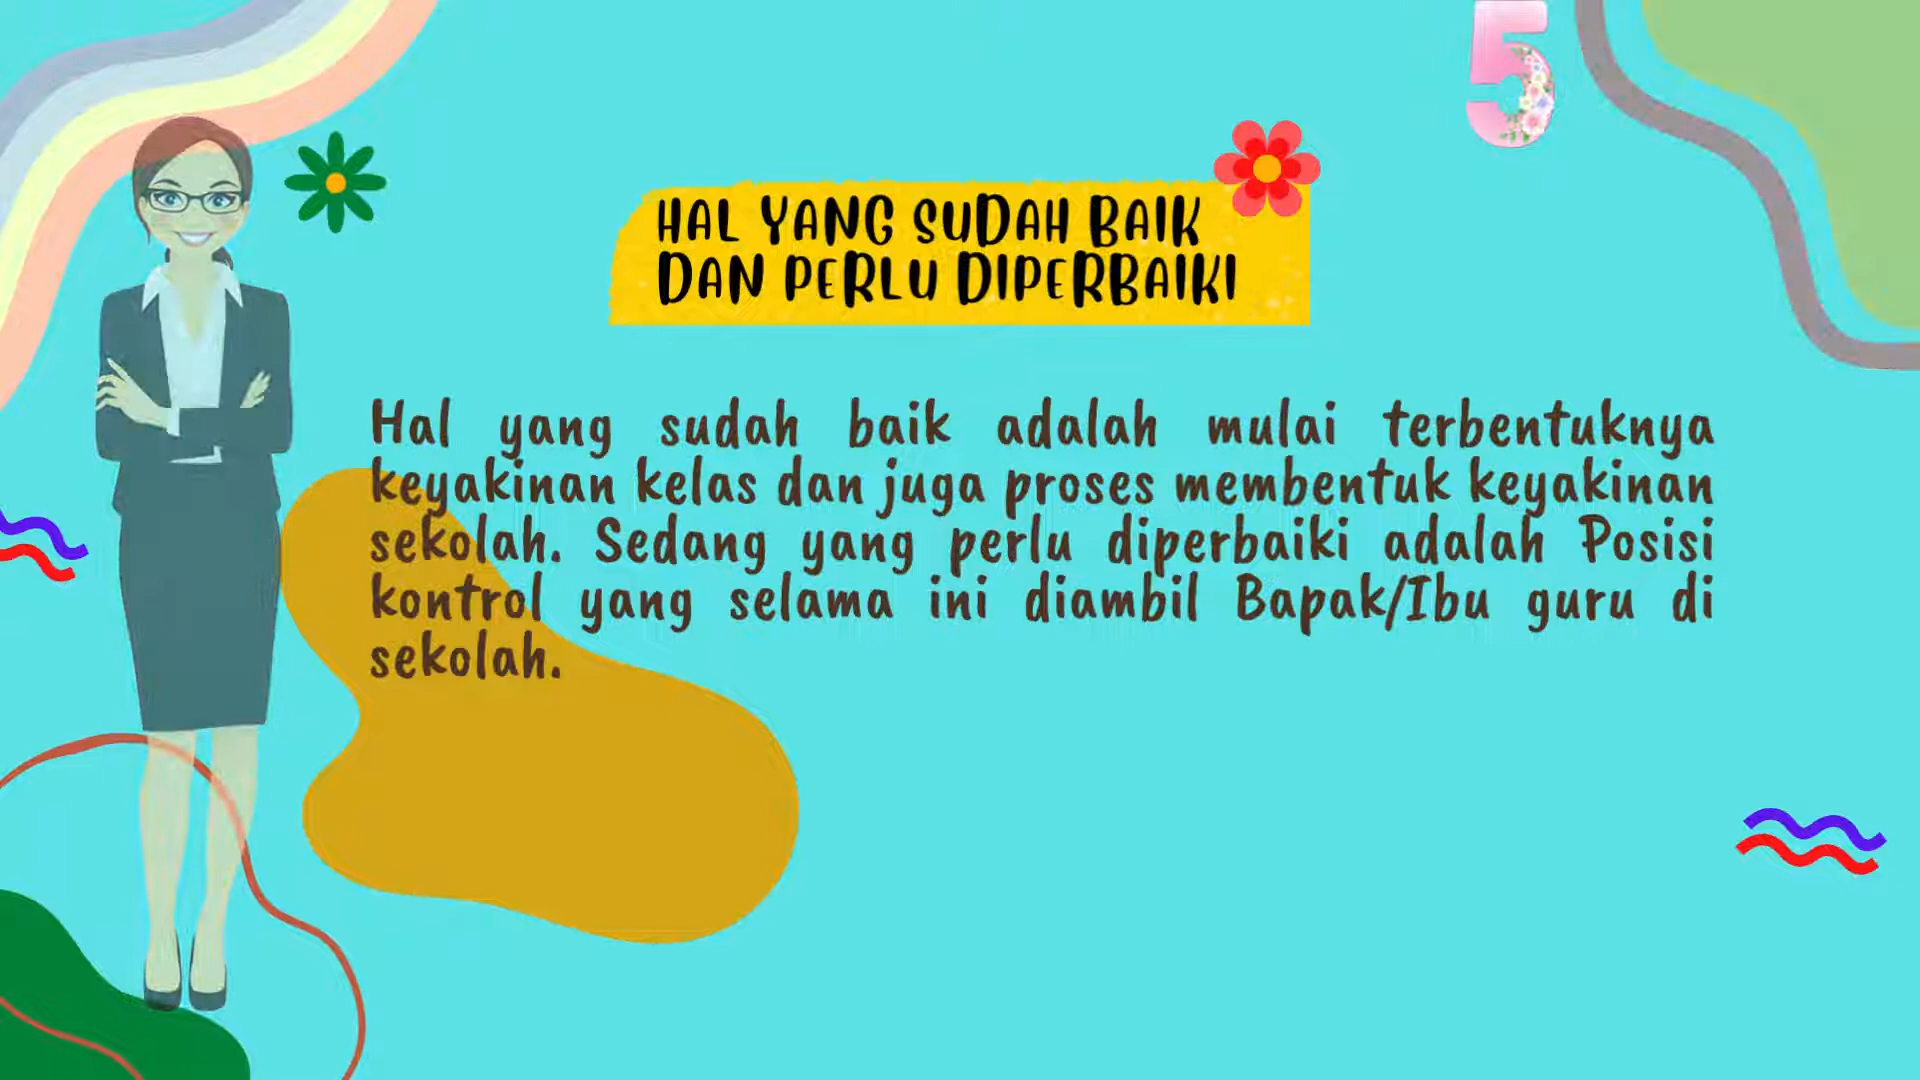 5
HAL YANG SUDAH BAIK
DAN PERLU DIPERBAIKI
Hal yang sudah baik adalah mulai terbentuknya
keyakinan kelas dan juga proses membentuk keyakinan
sekolah. Sedang yang perlu diperbaiki adalah Posisi
kontrol yang selama ini diambil Bapak/Ibu guru di
sekolah.